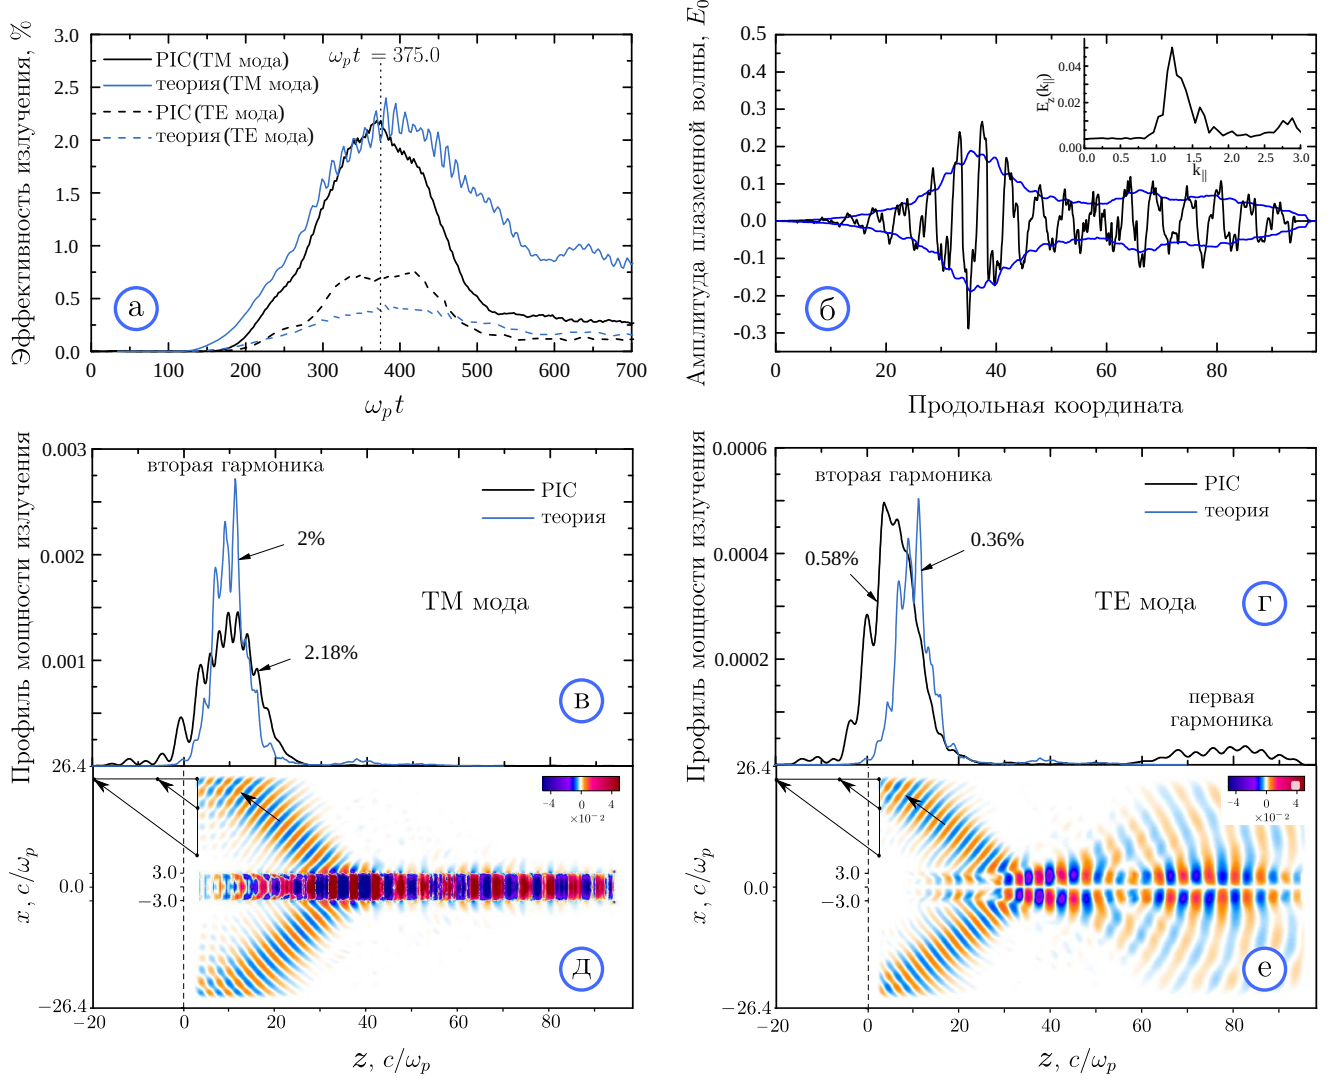 Эффективность излучения, %
3.0
2.5
2.0
1.5
1.0
0.5
0.0
PIC(TM мода)
теория(TM мода)
PIC(TE мода)
теория(TE мода)
ωₚt = 375.0
а
0 100 200 300 400 500 600 700
ωₚt
Амплитуда плазменной волны, E₀
0.5
0.4
0.3
0.2
0.1
0.0
-0.1
-0.2
-0.3
E_z(k_∥)
0.04
0.02
0.00
0.0 0.5 1.0 1.5 2.0 2.5 3.0
k_∥
б
0 20 40 60 80
Продольная координата
Профиль мощности излучения
0.003
0.002
0.001
вторая гармоника
PIC
теория
2%
2.18%
TM мода
в
Профиль мощности излучения
0.0006
0.0004
0.0002
вторая гармоника
PIC
теория
0.58%
0.36%
TE мода
г
первая
гармоника
x, c/ωₚ
26.4
0.0
−26.4
3.0
−3.0
−4 0 4
×10⁻²
д
−20 0 20 40 60 80
z, c/ωₚ
x, c/ωₚ
26.4
0.0
−26.4
3.0
−3.0
−4 0 4
×10⁻²
е
−20 0 20 40 60 80
z, c/ωₚ